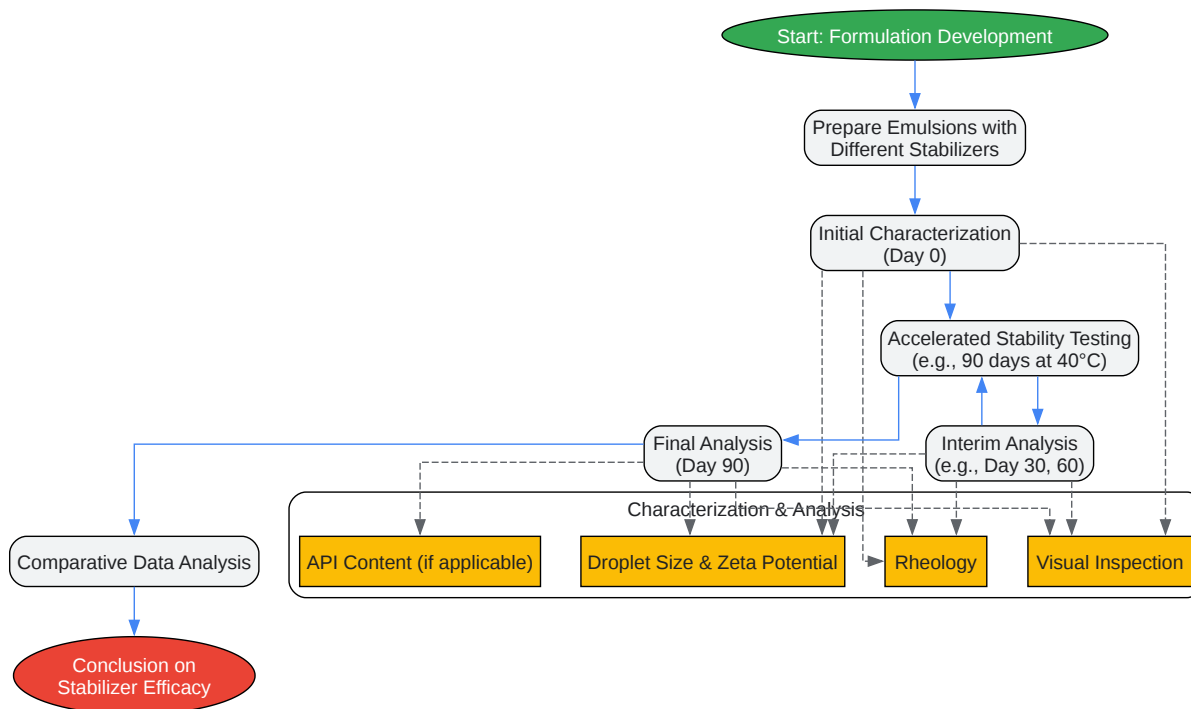 Start: Formulation Development
Prepare Emulsions with
Different Stabilizers
Initial Characterization
(Day 0)
Accelerated Stability Testing
(e.g., 90 days at 40°C)
Final Analysis
(Day 90)
Interim Analysis
(e.g., Day 30, 60)
Characterization & Analysis
Comparative Data Analysis
API Content (if applicable)
Droplet Size & Zeta Potential
Rheology
Visual Inspection
Conclusion on
Stabilizer Efficacy